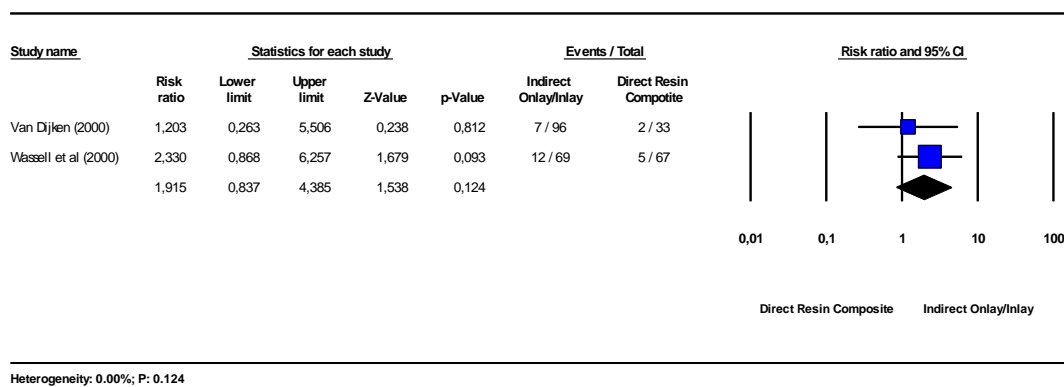 Study name Statistics for each study Events / Total Risk ratio and 95% CI
Risk Lower Upper Indirect Direct Resin
ratio limit limit Z-Value p-Value Onlay/Inlay Compotite
Van Dijken (2000) 1,203 0,263 5,506 0,238 0,812 7 / 96 2 / 33
Wassell et al (2000) 2,330 0,868 6,257 1,679 0,093 12 / 69 5 / 67
1,915 0,837 4,385 1,538 0,124
0,01 0,1 1 10 100
Direct Resin Composite Indirect Onlay/Inlay
Heterogeneity: 0.00%; P: 0.124